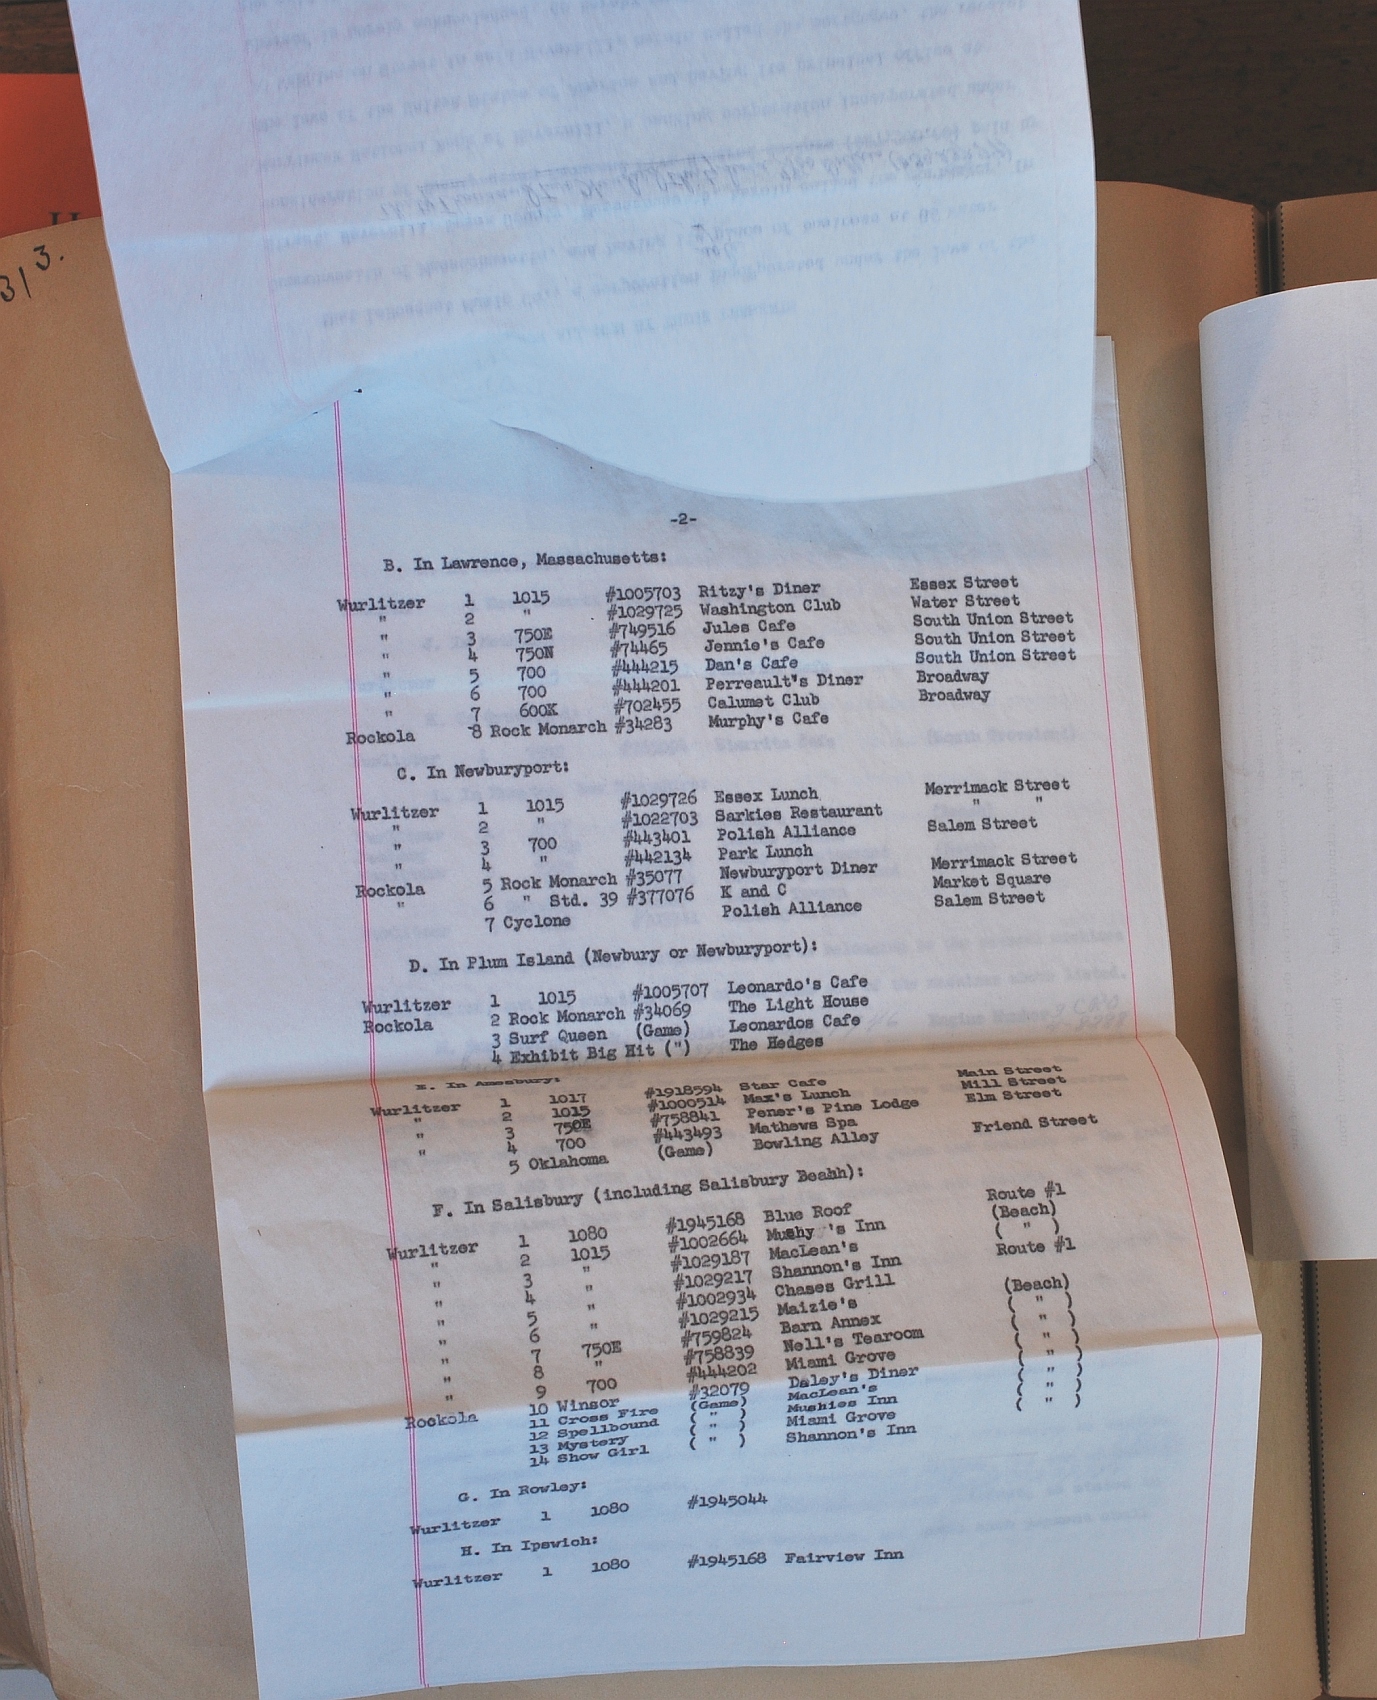 313.
-2-
B. In Lawrence, Massachusetts:
Wurlitzer 1 1015 #1005703 Ritzy's Diner Essex Street
" 2 " #1029725 Washington Club Water Street
" 3 750E #749516 Jules Cafe South Union Street
" 4 750N #74465 Jennie's Cafe South Union Street
" 5 700 #444215 Dan's Cafe South Union Street
" 6 700 #444201 Perreault's Diner Broadway
" 7 600K #702455 Calumet Club Broadway
Rockola 8 Rock Monarch #34283 Murphy's Cafe
C. In Newburyport:
Wurlitzer 1 1015 #1029726 Essex Lunch Merrimack Street
" 2 " #1022703 Sarkies Restaurant " "
" 3 700 #443401 Polish Alliance Salem Street
" 4 " #442134 Park Lunch
Rockola 5 Rock Monarch #35077 Newburyport Diner Merrimack Street
" 6 " Std. 39 #377076 K and C Market Square
7 Cyclone Polish Alliance Salem Street
D. In Plum Island (Newbury or Newburyport):
Wurlitzer 1 1015 #1005707 Leonardo's Cafe
Rockola 2 Rock Monarch #34069 The Light House
3 Surf Queen (Game) Leonardos Cafe
4 Exhibit Big Hit (") The Hedges
E. In Amesbury:
Wurlitzer 1 1017 #1918594 Star Cafe Main Street
" 2 1015 #1000514 Max's Lunch Mill Street
" 3 750E #758841 Pener's Pine Lodge Elm Street
" 4 700 #443493 Mathews Spa
5 Oklahoma (Game) Bowling Alley Friend Street
F. In Salisbury (including Salisbury Beahh):
Wurlitzer 1 1080 #1945168 Blue Roof Route #1
" 2 1015 #1002664 Mushy 's Inn (Beach)
" 3 " #1029187 MacLean's ( " )
" 4 " #1029217 Shannon's Inn Route #1
" 5 " #1002934 Chases Grill
" 6 " #1029215 Maizie's (Beach)
" 7 750E #759824 Barn Annex ( " )
" 8 " #758839 Nell's Tearoom ( " )
" 9 700 #444202 Miami Grove ( " )
Rockola 10 Winsor #32079 Daley's Diner ( " )
11 Cross Fire (Game) MacLean's ( " )
12 Spellbound ( " ) Mushies Inn ( " )
13 Mystery ( " ) Miami Grove ( " )
14 Show Girl ( " ) Shannon's Inn
G. In Rowley:
Wurlitzer 1 1080 #1945044
H. In Ipswich:
Wurlitzer 1 1080 #1945168 Fairview Inn